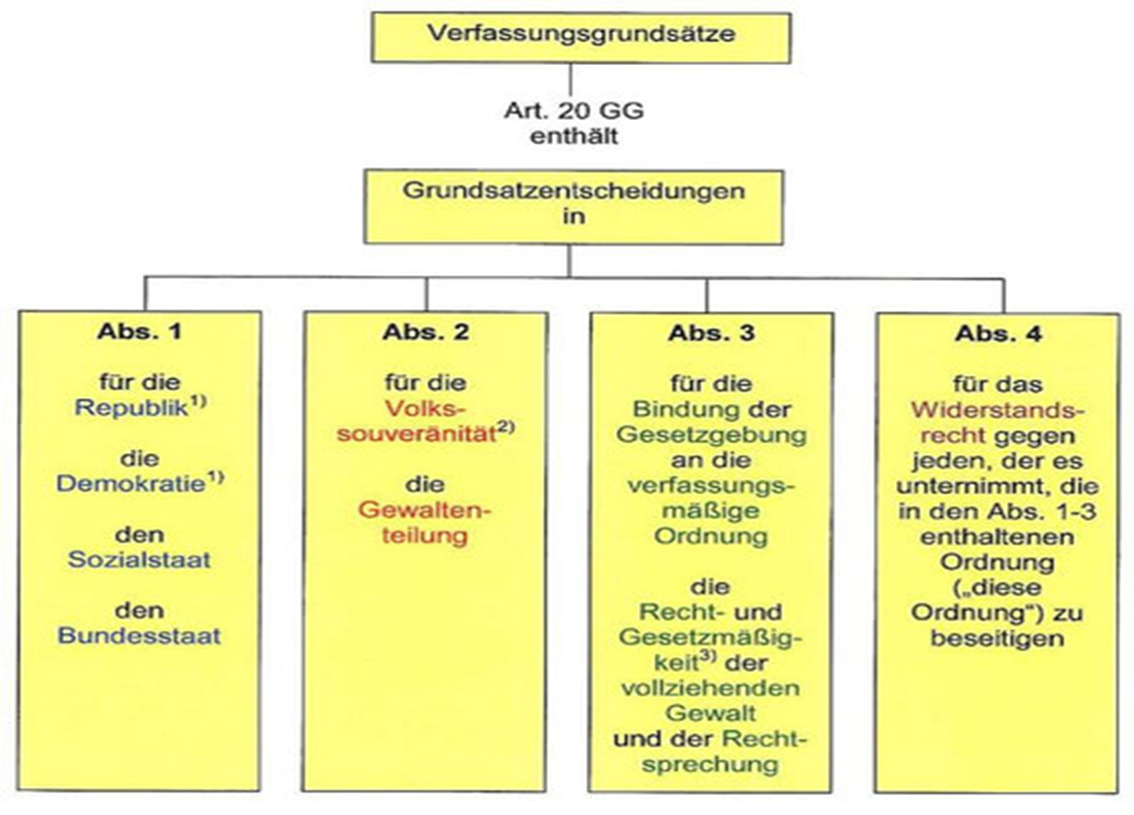 Verfassungsgrundsätze
Art. 20 GG
enthält
Grundsatzentscheidungen
in
Abs. 1
für die
Republik1)
die
Demokratie1)
den
Sozialstaat
den
Bundesstaat
Abs. 2
für die
Volks-
souveränität2)
die
Gewalten-
teilung
Abs. 3
für die
Bindung der
Gesetzgebung
an die
verfassungs-
mäßige
Ordnung
die
Recht- und
Gesetzmäßig-
keit3) der
vollziehenden
Gewalt
und der Recht-
sprechung
Abs. 4
für das
Widerstands-
recht gegen
jeden, der es
unternimmt, die
in den Abs. 1-3
enthaltenen
Ordnung
(„diese
Ordnung“) zu
beseitigen